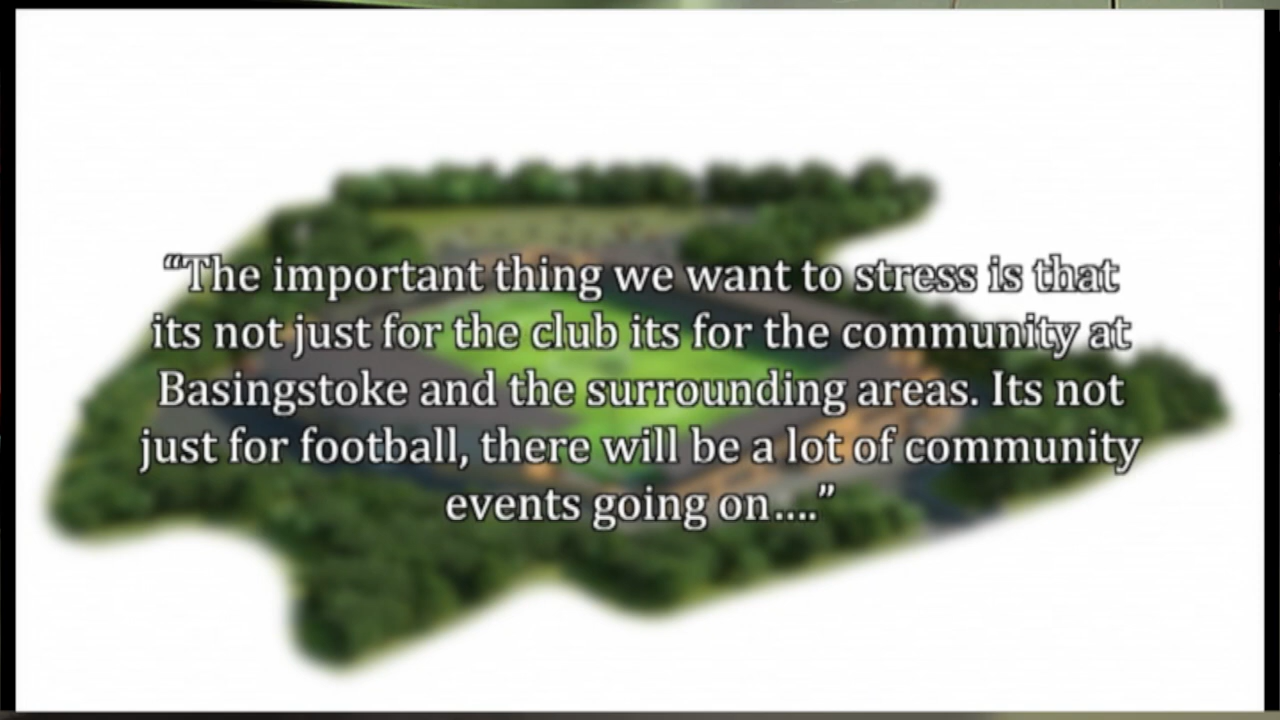 “The important thing we want to stress is that
its not just for the club its for the community at
Basingstoke and the surrounding areas. Its not
just for football, there will be a lot of community
events going on....”